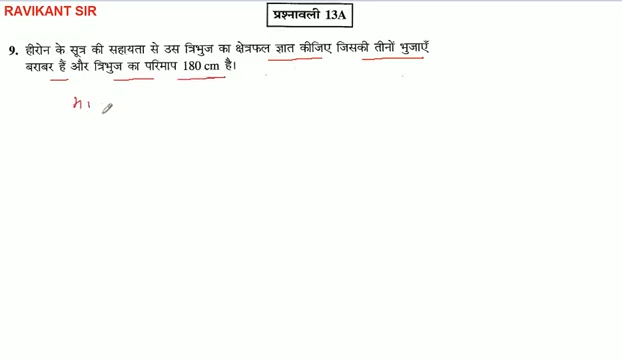 RAVIKANT SIR
प्रश्नावली 13A
9. हीरोन के सूत्र की सहायता से उस त्रिभुज का क्षेत्रफल ज्ञात कीजिए जिसकी तीनों भुजाएँ
बराबर हैं और त्रिभुज का परिमाप 180 cm है।